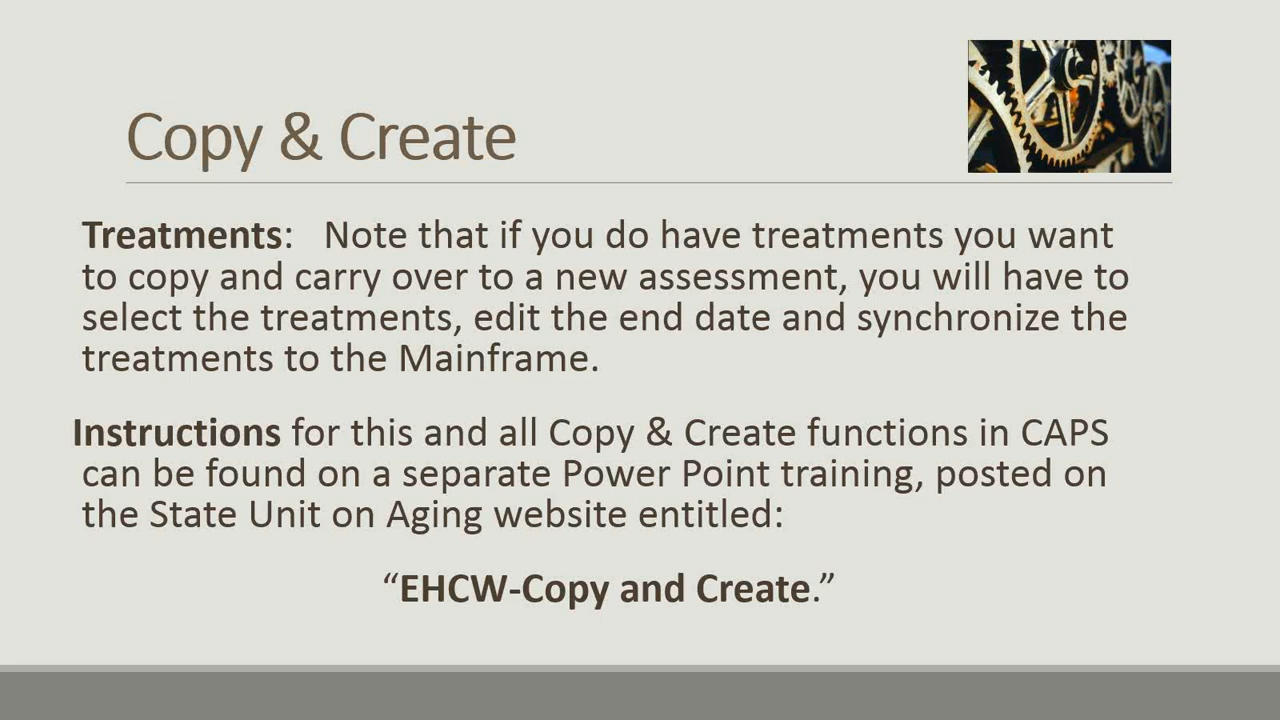 Copy & Create
Treatments:   Note that if you do have treatments you want
to copy and carry over to a new assessment, you will have to
select the treatments, edit the end date and synchronize the
treatments to the Mainframe.
Instructions for this and all Copy & Create functions in CAPS
can be found on a separate Power Point training, posted on
the State Unit on Aging website entitled:
“EHCW-Copy and Create.”